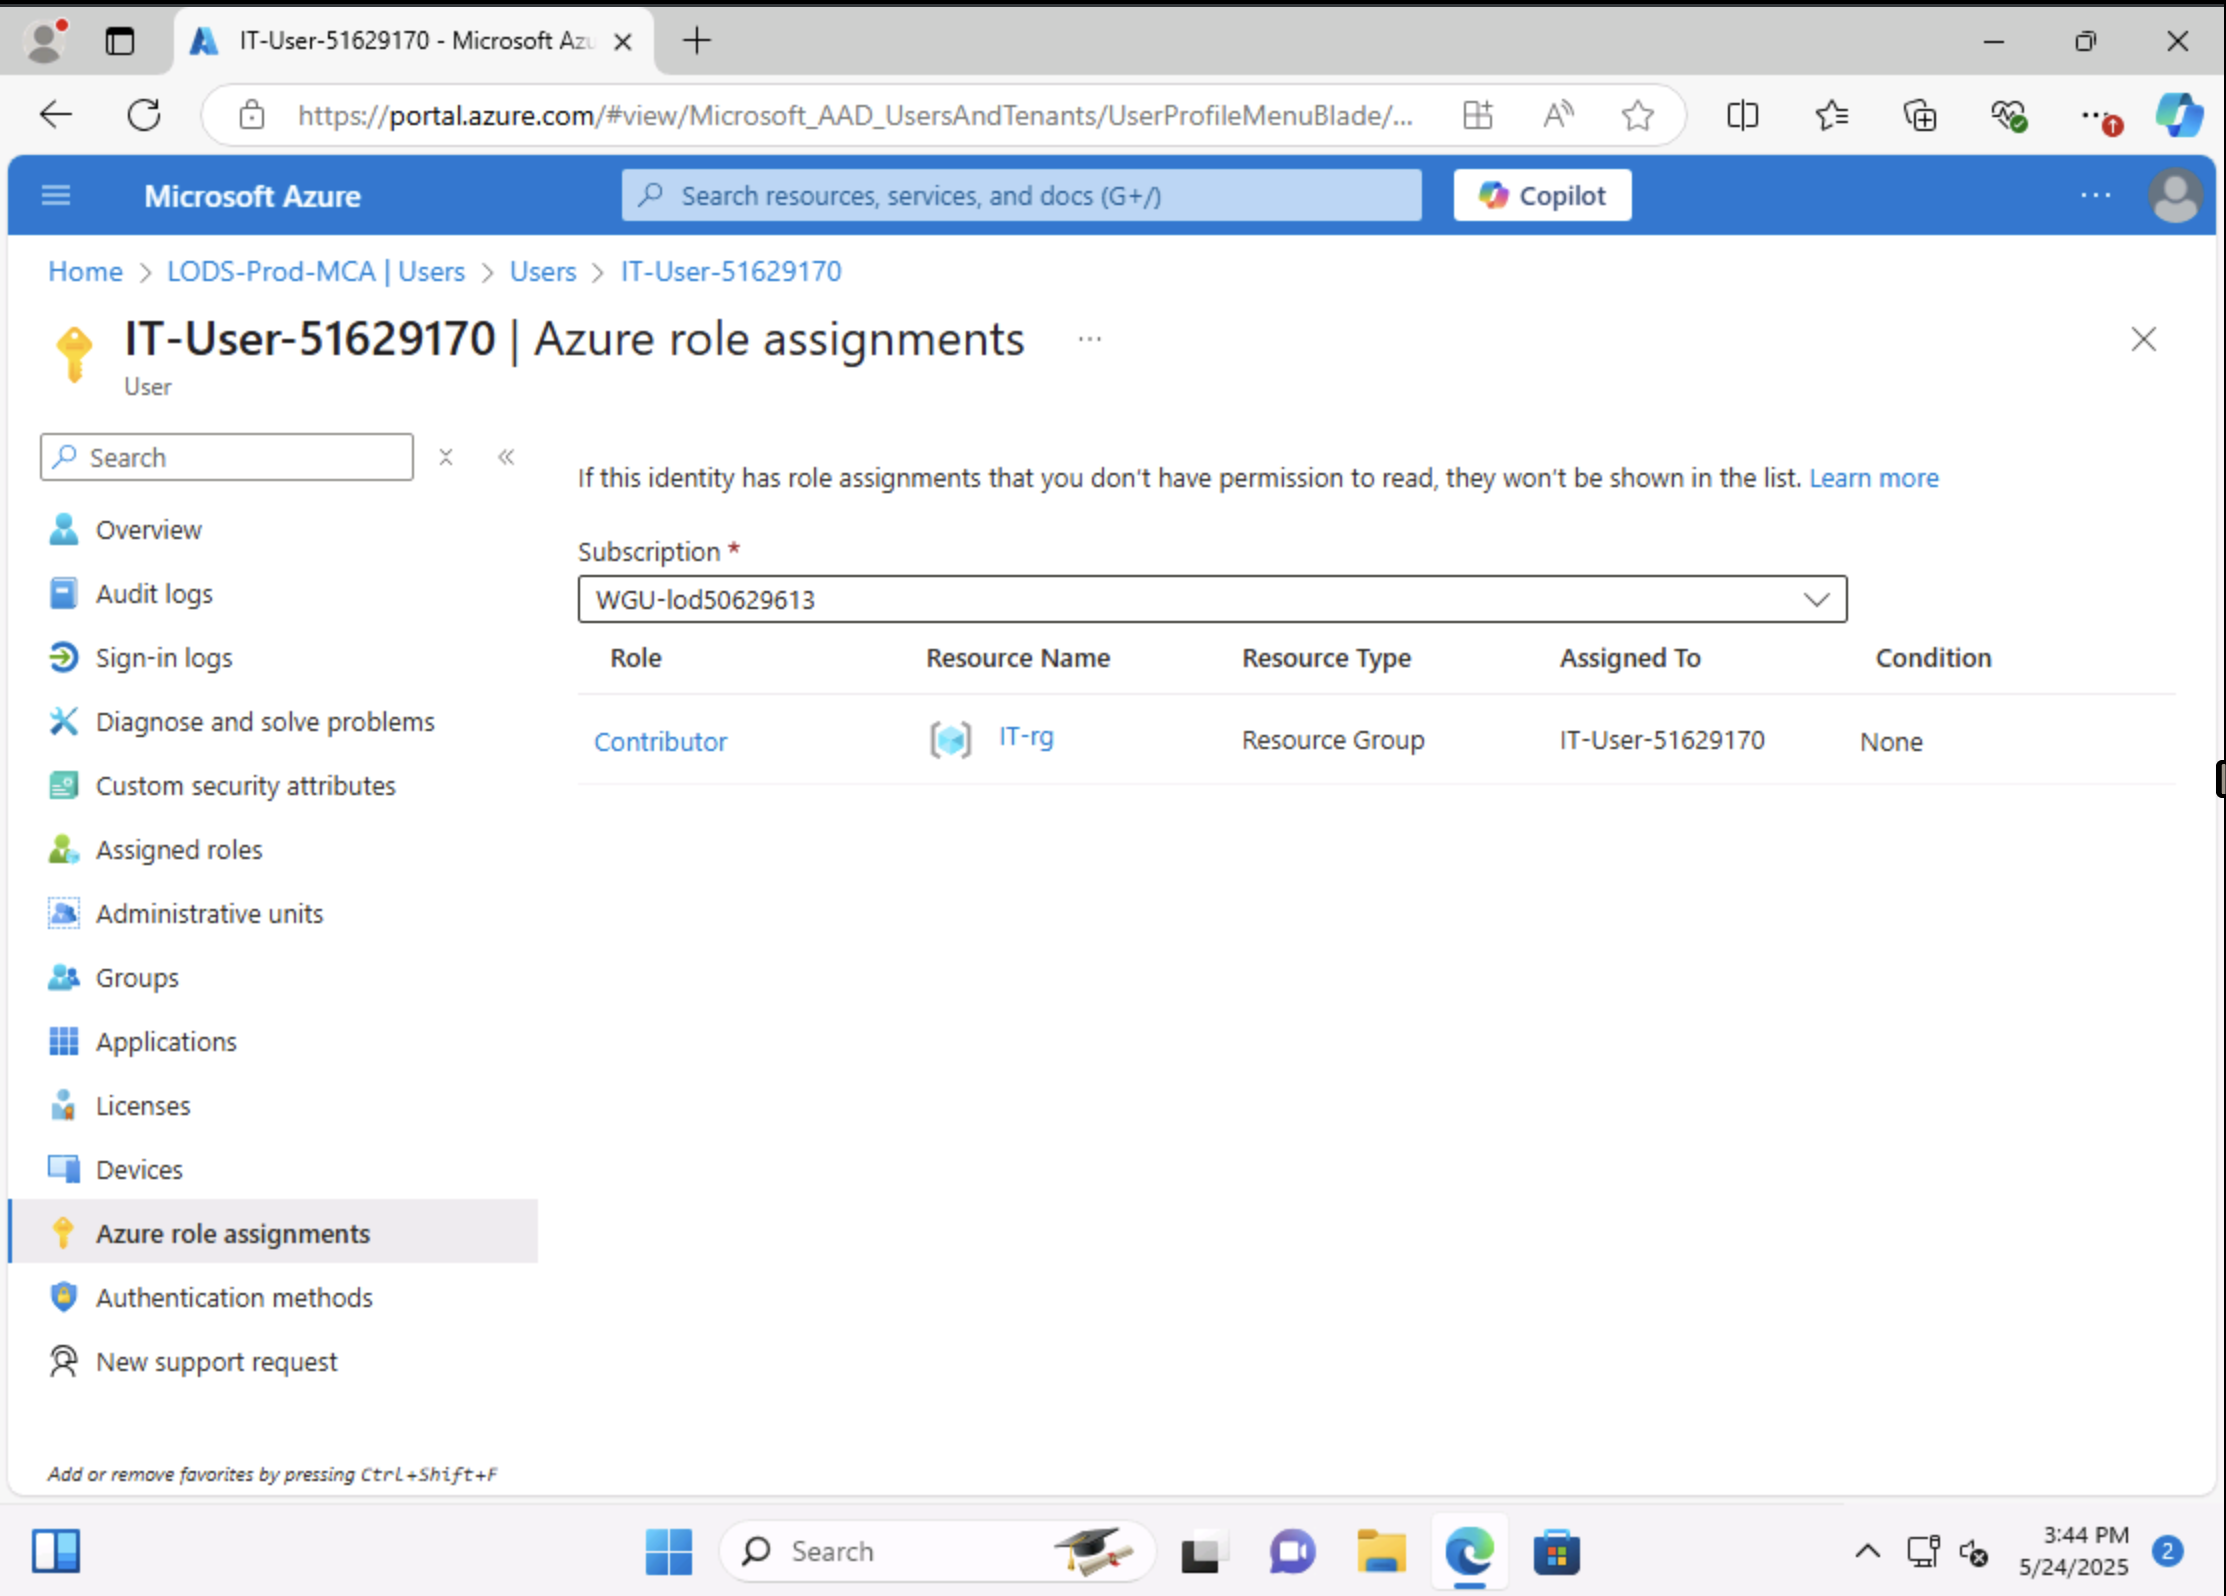 IT-User-51629170 - Microsoft Azu
https://portal.azure.com/#view/Microsoft_AAD_UsersAndTenants/UserProfileMenuBlade/...
Microsoft Azure
Search resources, services, and docs (G+/)
Copilot
Home > LODS-Prod-MCA | Users > Users > IT-User-51629170
IT-User-51629170 | Azure role assignments
User
Search
If this identity has role assignments that you don't have permission to read, they won't be shown in the list. Learn more
Subscription *
WGU-lod50629613
Role Resource Name Resource Type Assigned To Condition
Contributor IT-rg Resource Group IT-User-51629170 None
Overview
Audit logs
Sign-in logs
Diagnose and solve problems
Custom security attributes
Assigned roles
Administrative units
Groups
Applications
Licenses
Devices
Azure role assignments
Authentication methods
New support request
Add or remove favorites by pressing Ctrl+Shift+F
Search
3:44 PM
5/24/2025
2